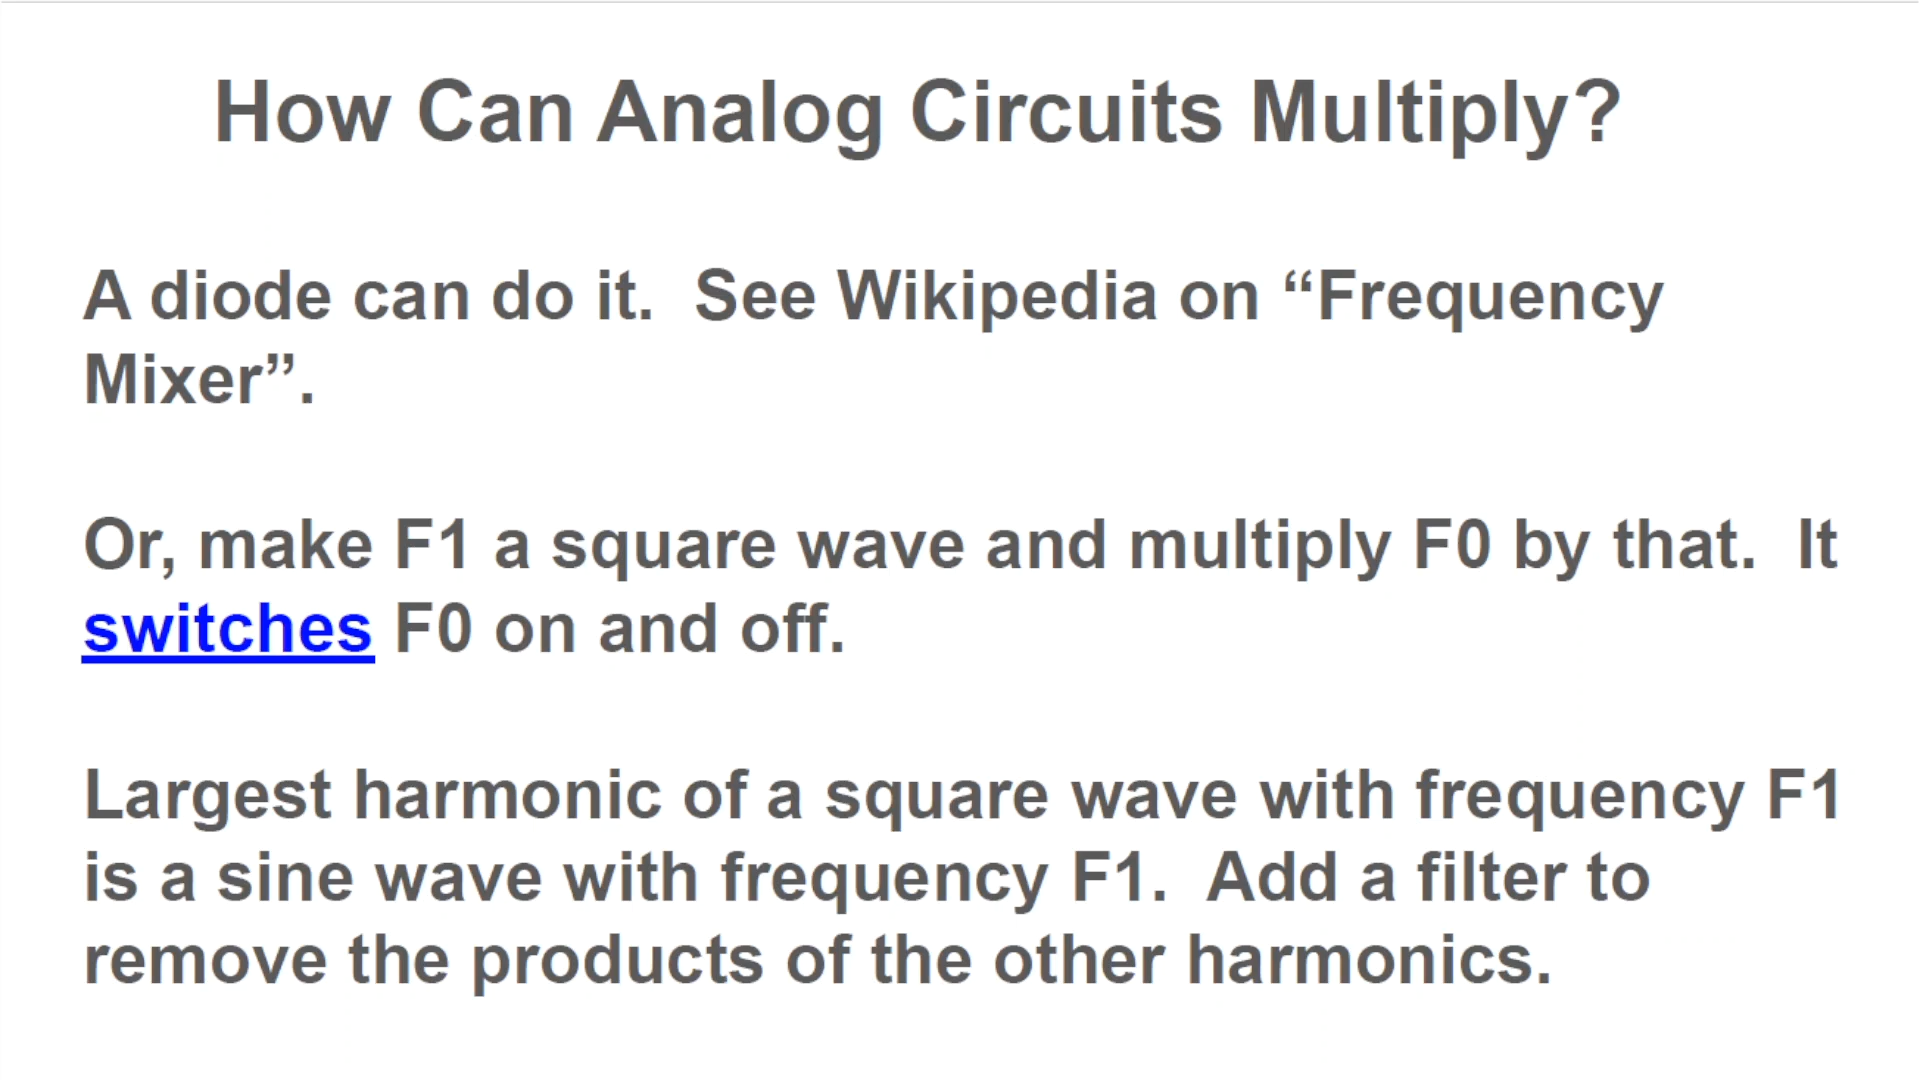 How Can Analog Circuits Multiply?
A diode can do it.  See Wikipedia on “Frequency
Mixer”.
Or, make F1 a square wave and multiply F0 by that.  It
switches F0 on and off.
Largest harmonic of a square wave with frequency F1
is a sine wave with frequency F1.  Add a filter to
remove the products of the other harmonics.